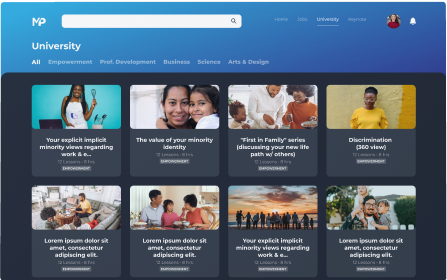 MP
Home Jobs University Keynote
University
All Empowerment Prof. Development Business Science Arts & Design
Your explicit implicit
minority views regarding
work & e...
12 Lessons · 8 hrs
EMPOWERMENT
The value of your minority
identity
12 Lessons · 8 hrs
EMPOWERMENT
"First in Family" series
(discussing your new life
path w/ others)
12 Lessons · 8 hrs
EMPOWERMENT
Discrimination
(360 view)
12 Lessons · 8 hrs
EMPOWERMENT
Lorem ipsum dolor sit
amet, consectetur
adipiscing elit.
12 Lessons · 8 hrs
EMPOWERMENT
Lorem ipsum dolor sit
amet, consectetur
adipiscing elit.
12 Lessons · 8 hrs
EMPOWERMENT
Your explicit implicit
minority views regarding
work & e...
12 Lessons · 8 hrs
EMPOWERMENT
Lorem ipsum dolor sit
amet, consectetur
adipiscing elit.
12 Lessons · 8 hrs
EMPOWERMENT